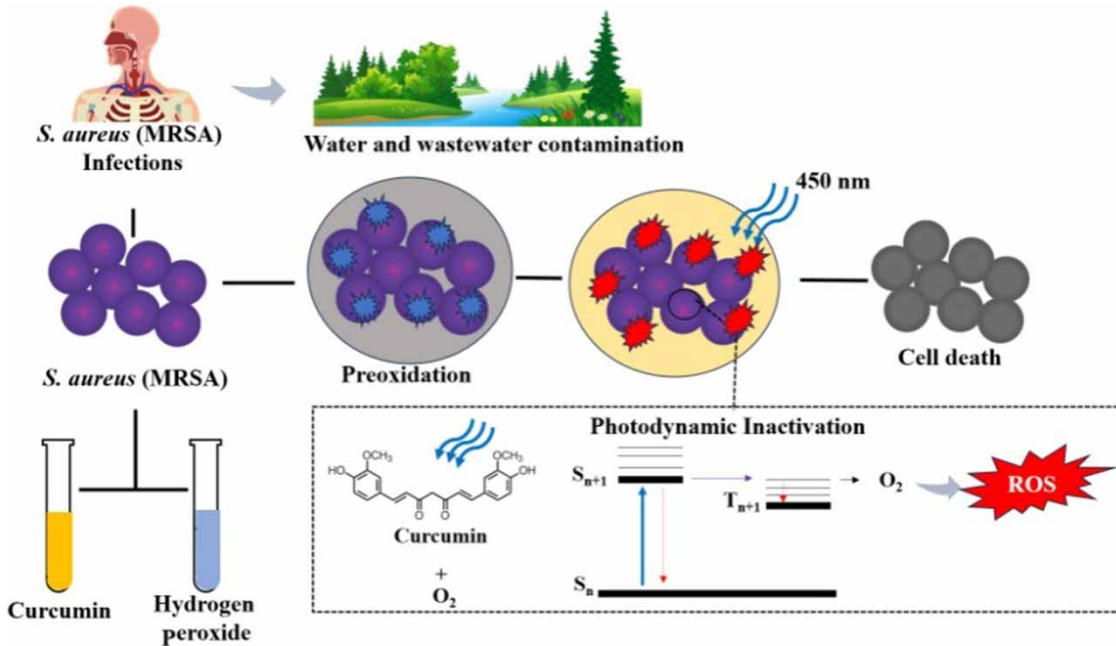 S. aureus (MRSA)
Infections
Water and wastewater contamination
450 nm
S. aureus (MRSA)
Preoxidation
Cell death
Curcumin
Hydrogen
peroxide
Photodynamic Inactivation
OCH₃
HO
O
O
OCH₃
OH
Curcumin
+
O₂
Sₙ₊₁
Tₙ₊₁
O₂
ROS
Sₙ